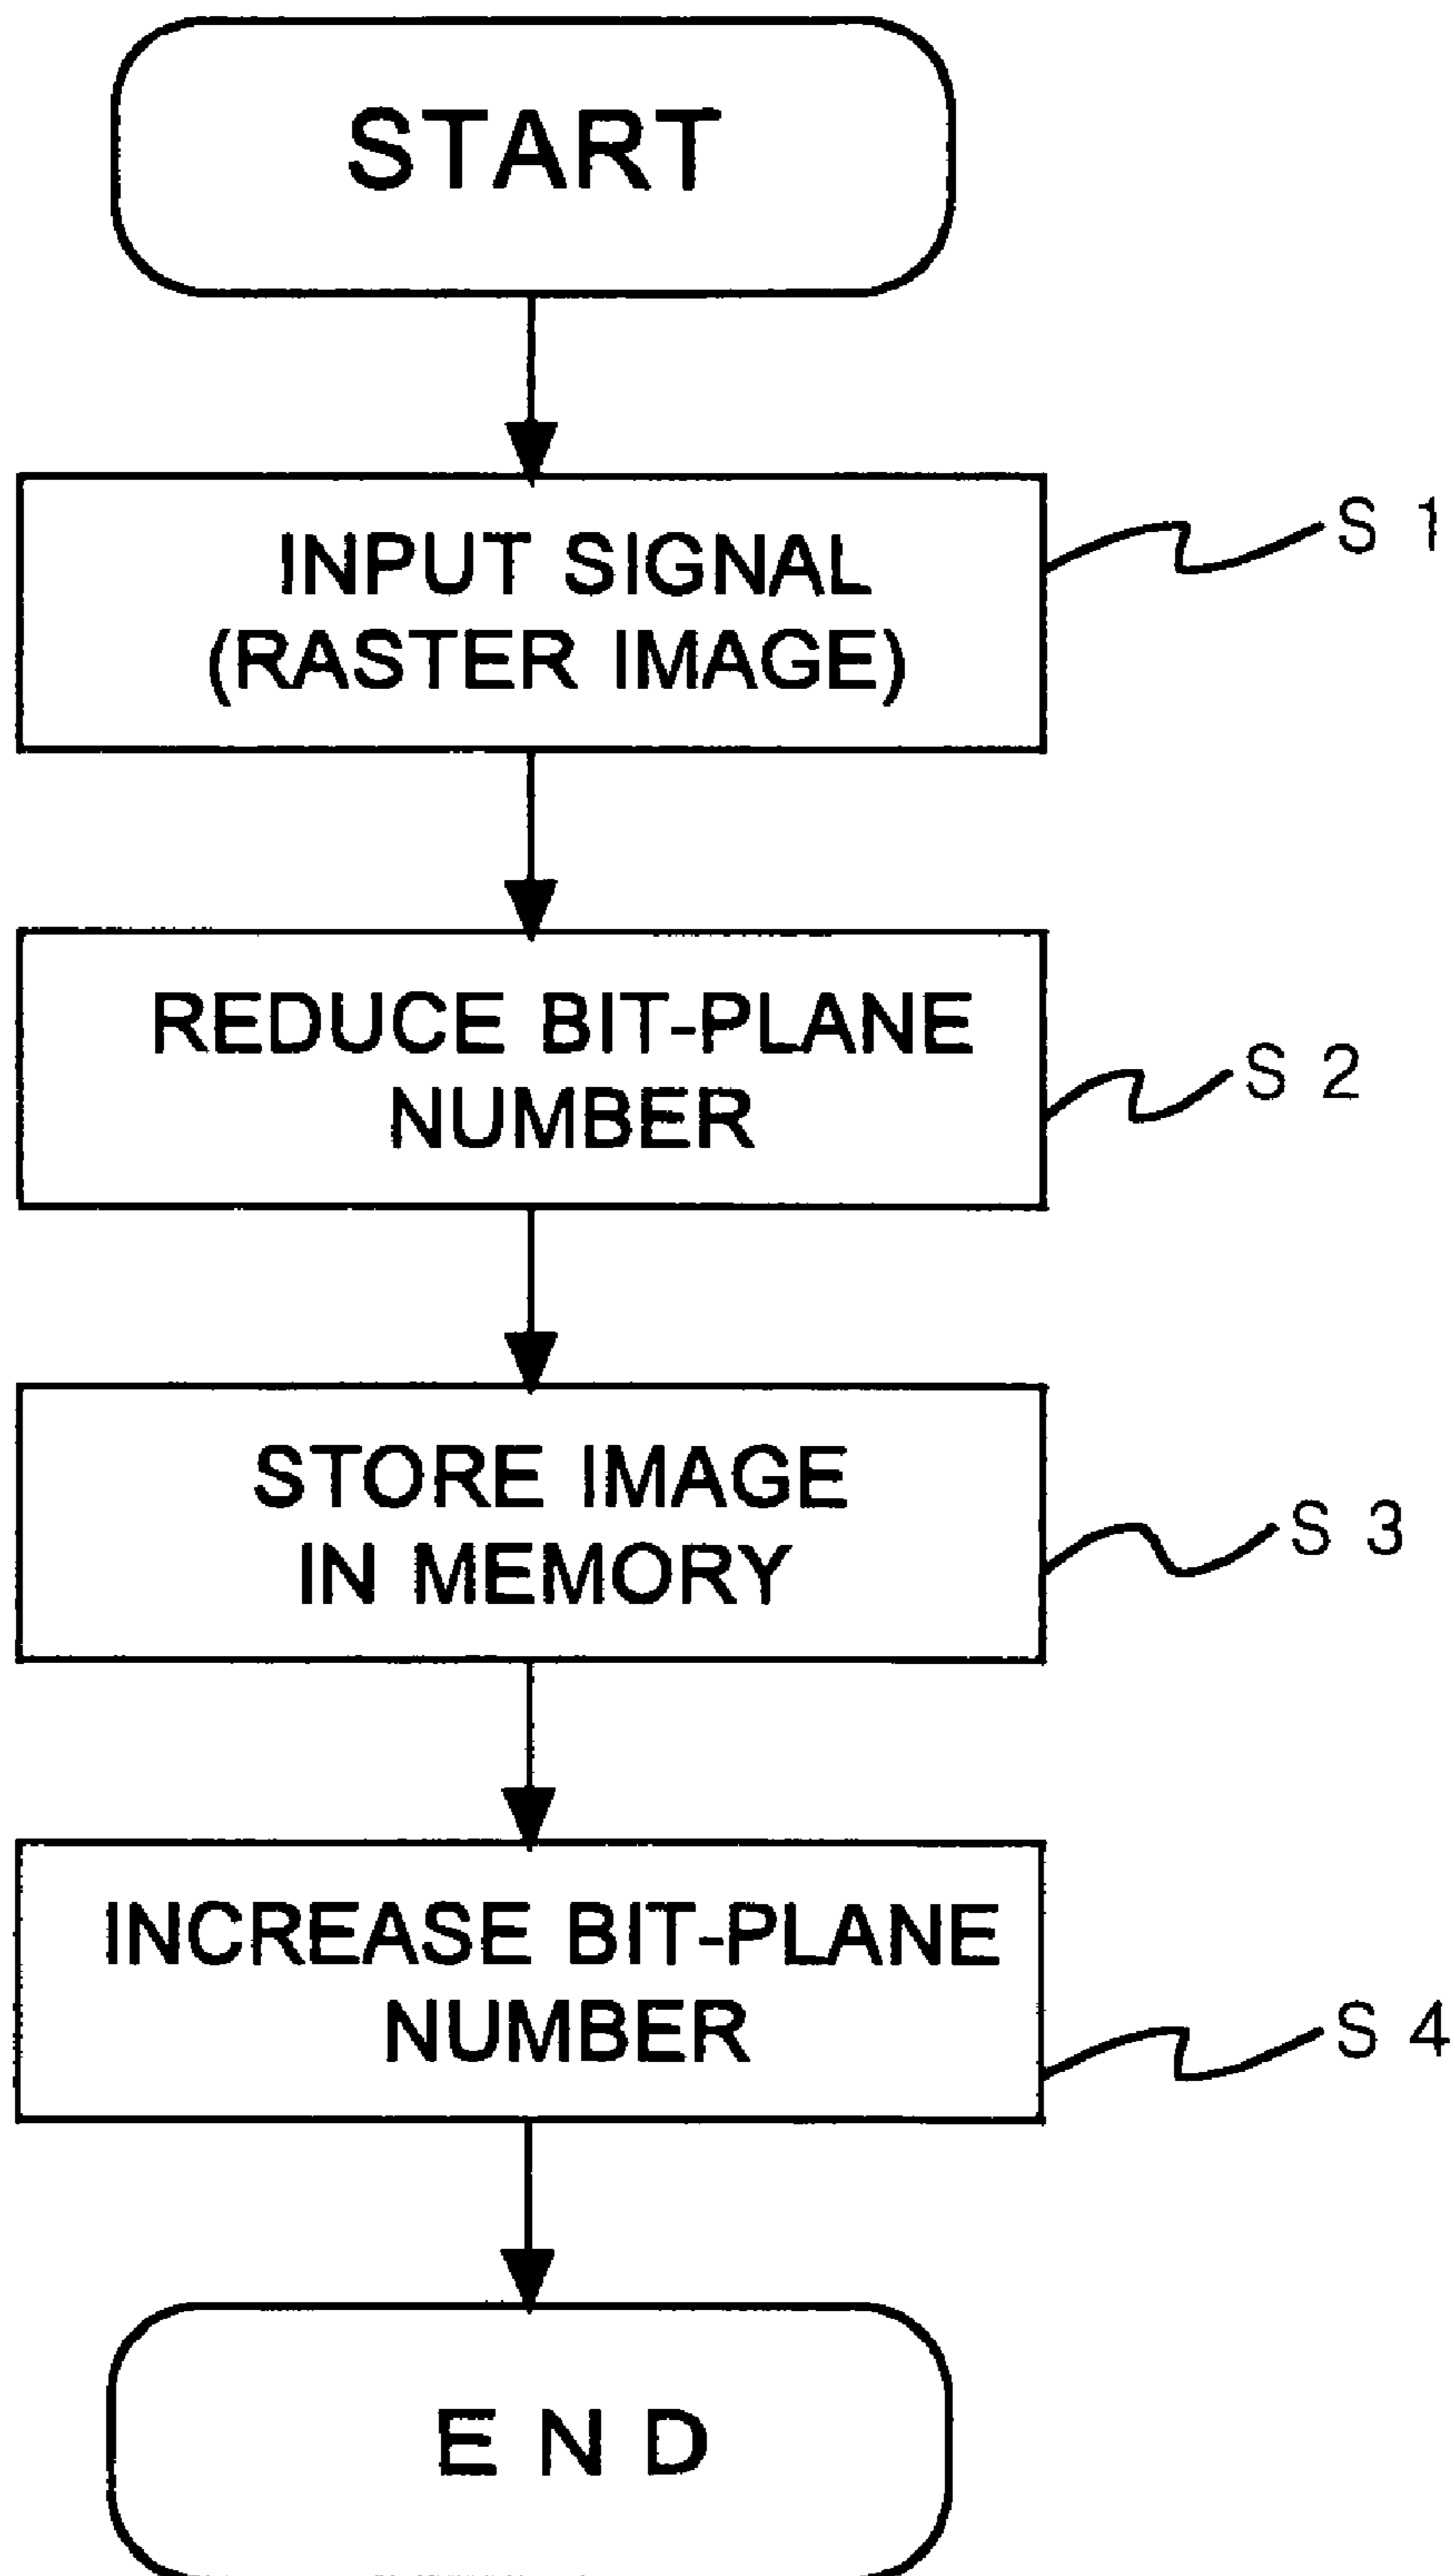 START
INPUT SIGNAL
(RASTER IMAGE)
S 1
REDUCE BIT-PLANE
NUMBER
S 2
STORE IMAGE
IN MEMORY
S 3
INCREASE BIT-PLANE
NUMBER
S 4
E N D